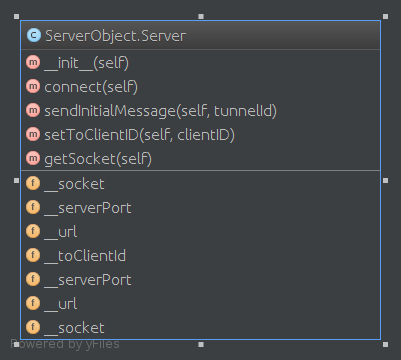 ServerObject.Server
__init__(self)
connect(self)
sendInitialMessage(self, tunnelId)
setToClientID(self, clientID)
getSocket(self)
__socket
__serverPort
__url
__toClientId
__serverPort
__url
__socket
Powered by yFiles